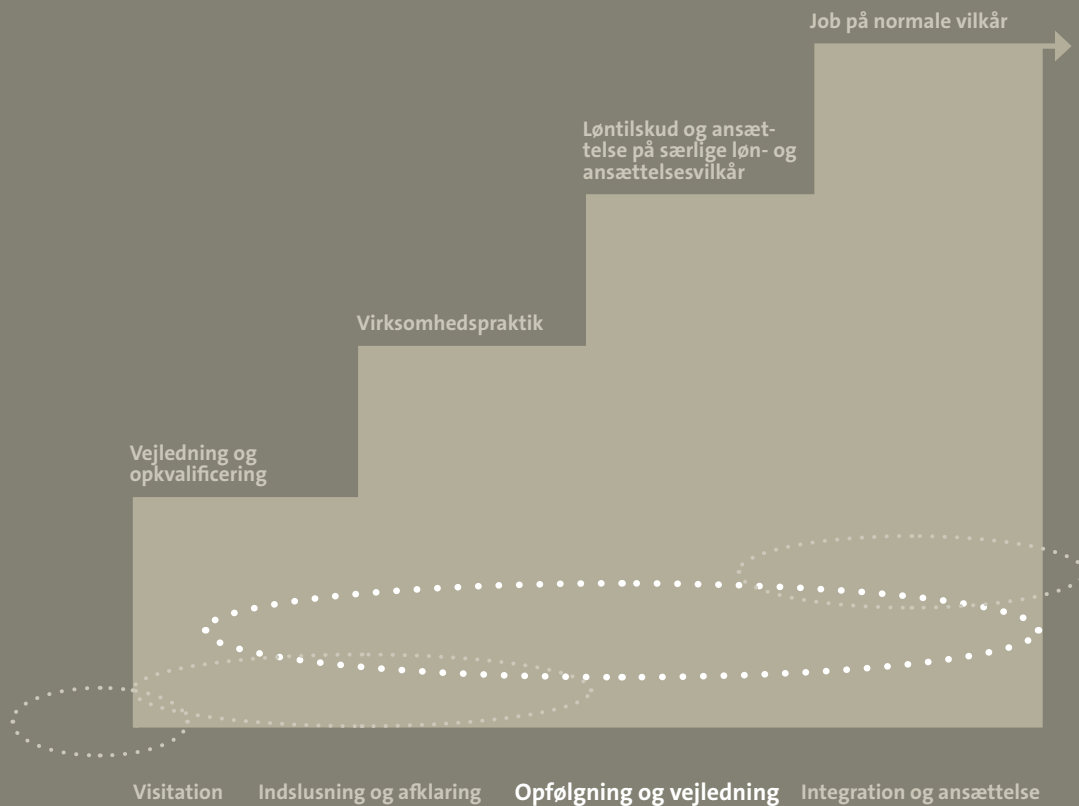 Job på normale vilkår
Løntilskud og ansæt-
telse på særlige løn- og
ansættelsesvilkår
Virksomhedspraktik
Vejledning og
opkvalificering
Visitation Indslusning og afklaring Opfølgning og vejledning Integration og ansættelse